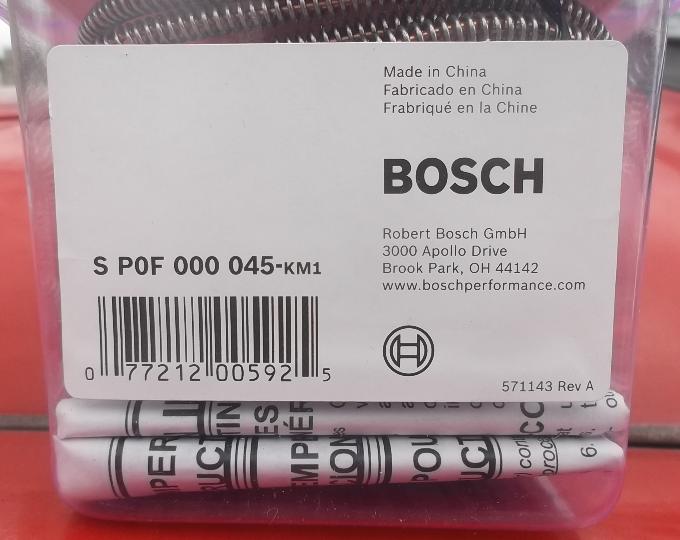 Made in China
Fabricado en China
Frabriqué en la Chine
BOSCH
Robert Bosch GmbH
3000 Apollo Drive
Brook Park, OH 44142
www.boschperformance.com
S P0F 000 045-KM1
0 77212 00592 5
571143 Rev A